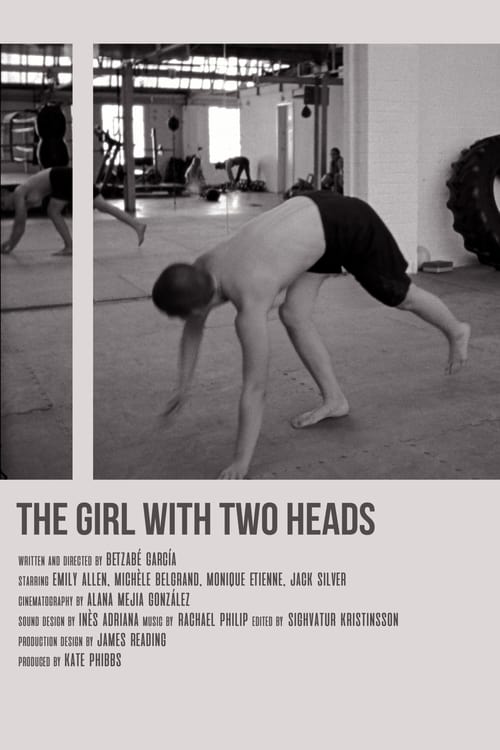 THE GIRL WITH TWO HEADS
WRITTEN AND DIRECTED BY BETZABÉ GARCÍA
STARRING EMILY ALLEN, MICHÈLE BELGRAND, MONIQUE ETIENNE, JACK SILVER
CINEMATOGRAPHY BY ALANA MEJIA GONZÁLEZ
SOUND DESIGN BY INÈS ADRIANA MUSIC BY RACHAEL PHILIP EDITED BY SIGHVATUR KRISTINSSON
PRODUCTION DESIGN BY JAMES READING
PRODUCED BY KATE PHIBBS